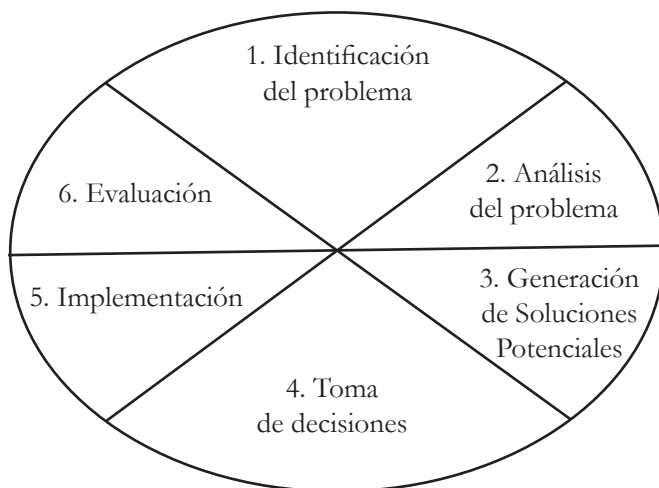 1. Identificación
del problema
2. Análisis
del problema
3. Generación
de Soluciones
Potenciales
4. Toma
de decisiones
5. Implementación
6. Evaluación